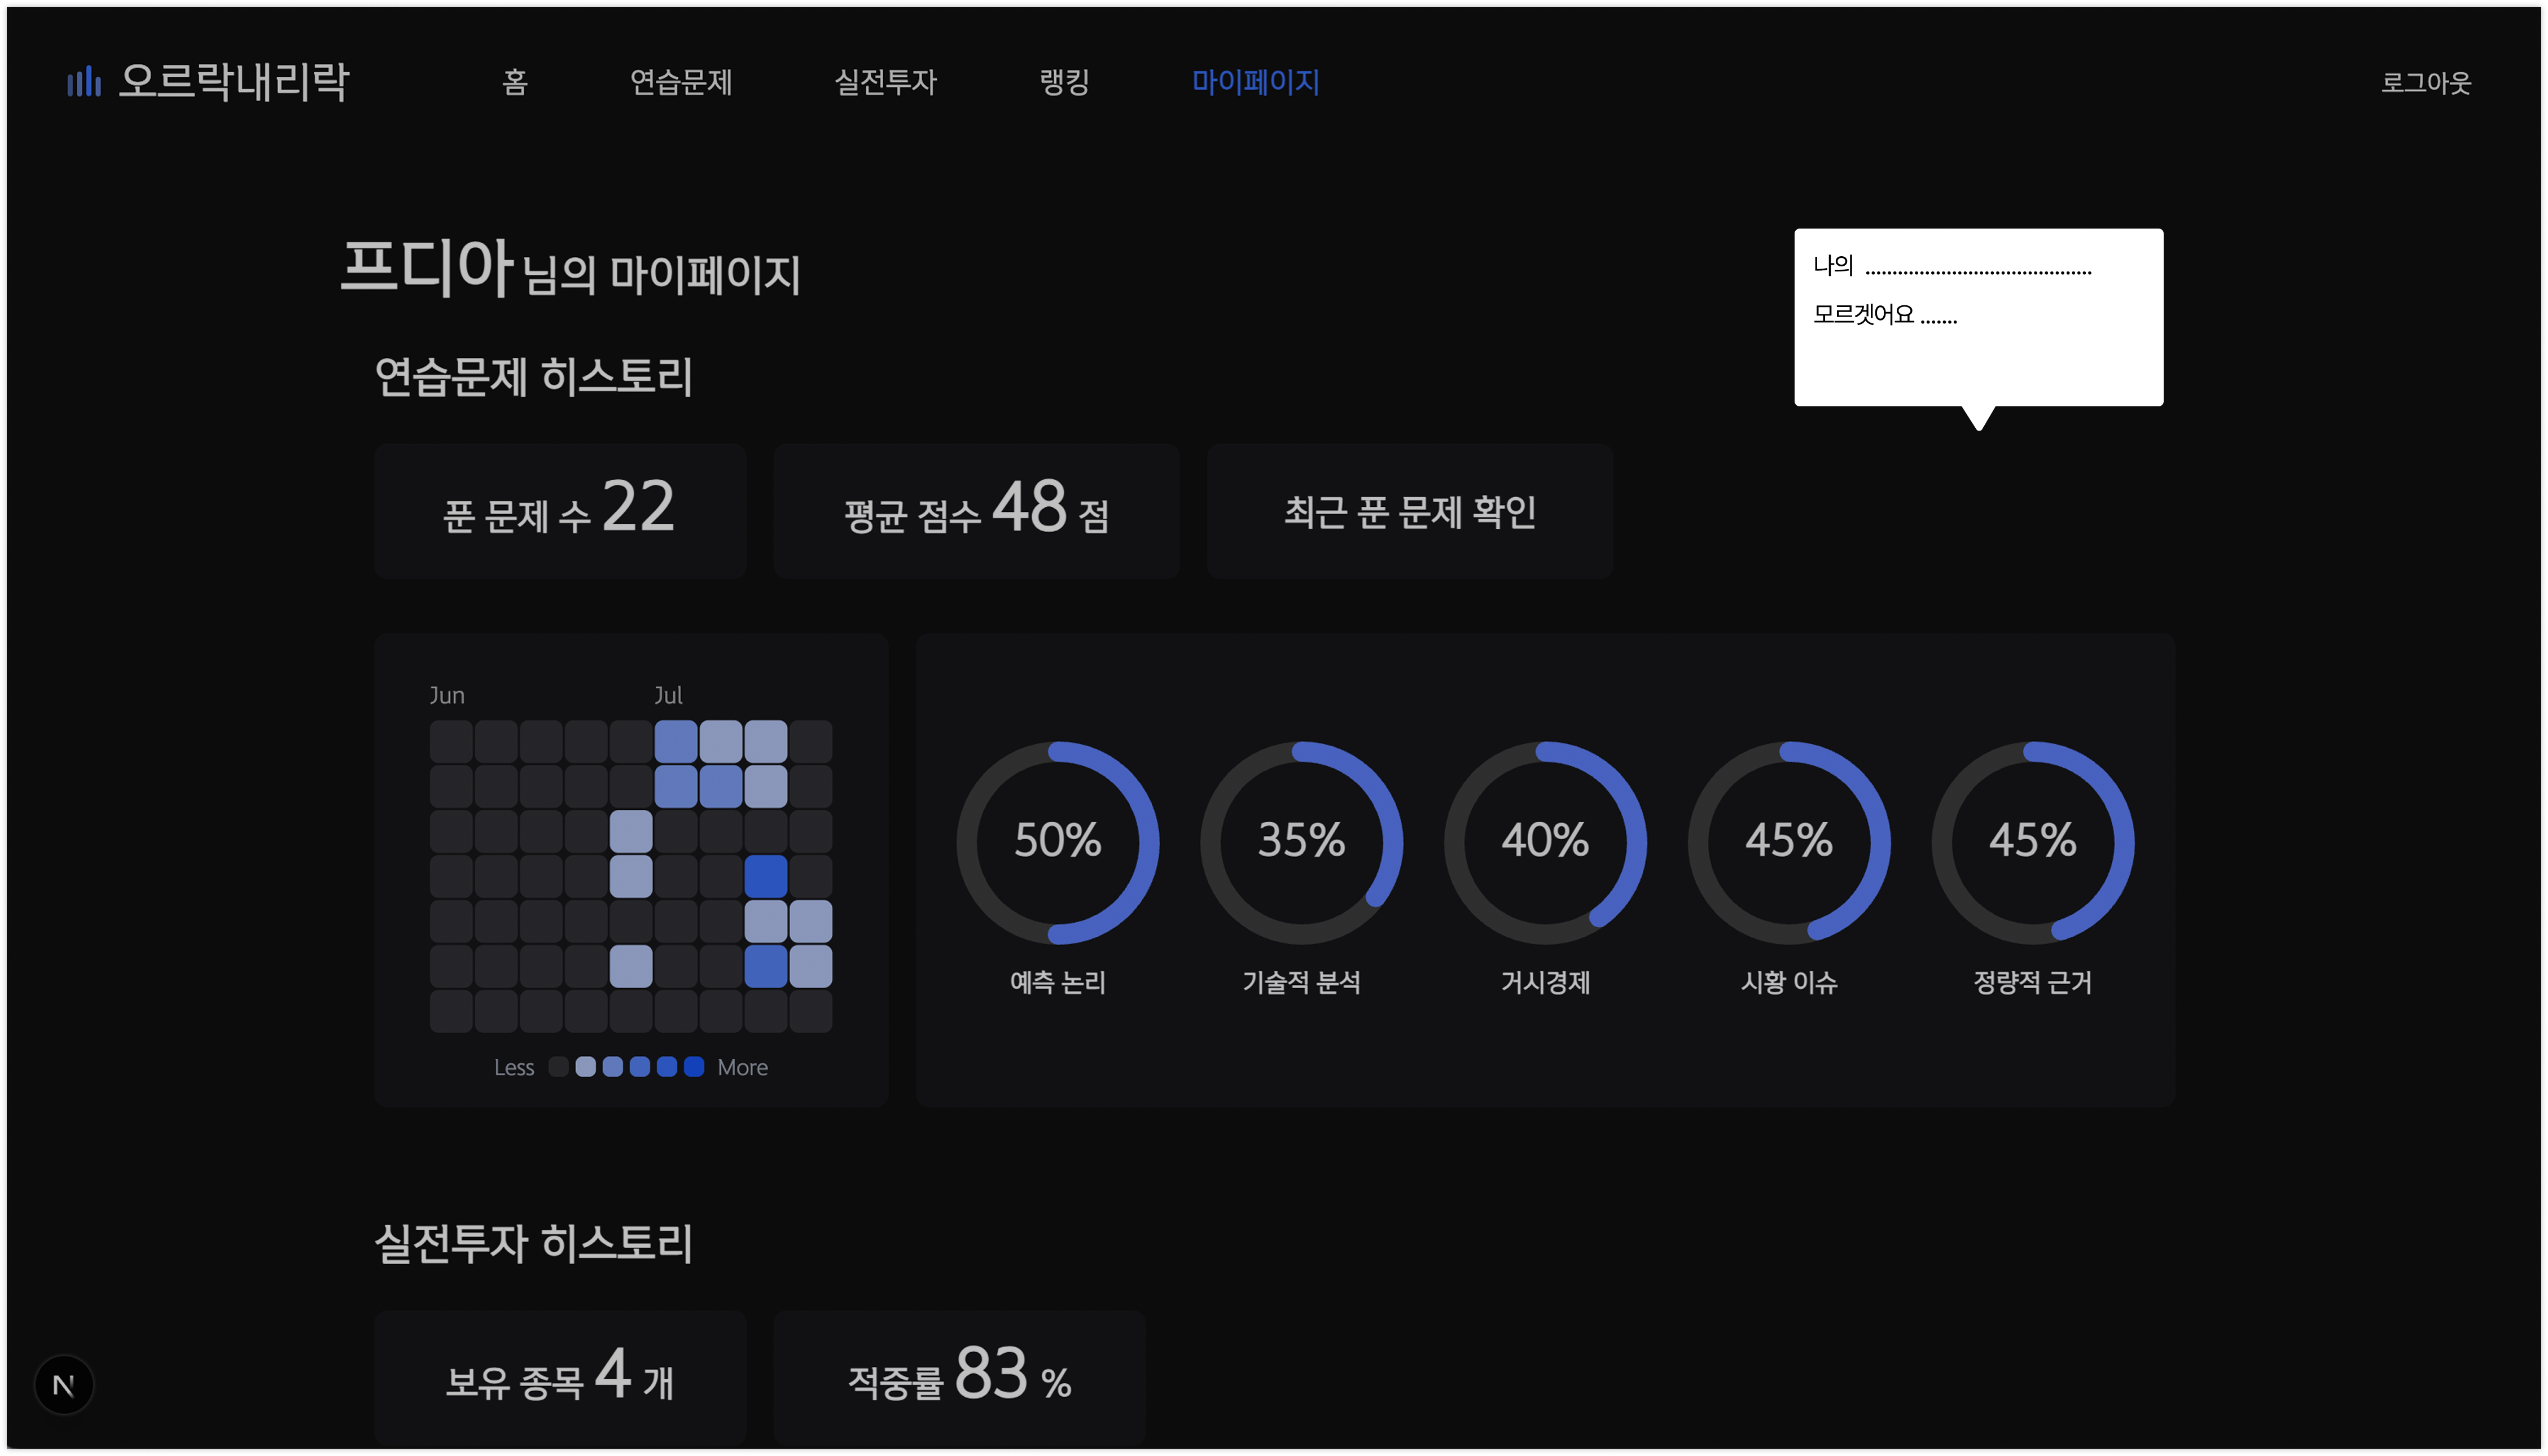 오르락내리락 홈 연습문제 실전투자 랭킹 마이페이지 로그아웃
프디아 님의 마이페이지
나의 ..........................................
모르겟어요 .......
연습문제 히스토리
푼 문제 수 22
평균 점수 48 점
최근 푼 문제 확인
Jun Jul
Less More
50% 35% 40% 45% 45%
예측 논리 기술적 분석 거시경제 시황 이슈 정량적 근거
실전투자 히스토리
보유 종목 4 개
적중률 83 %
N